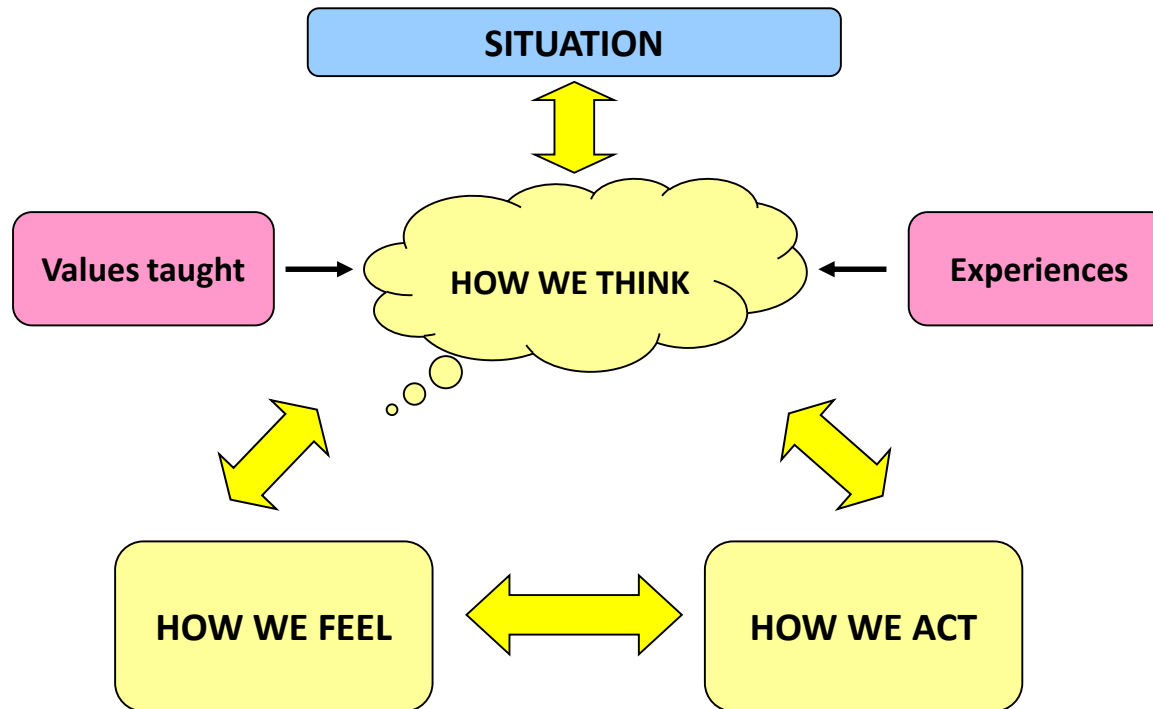 SITUATION
Values taught
HOW WE THINK
Experiences
HOW WE FEEL
HOW WE ACT